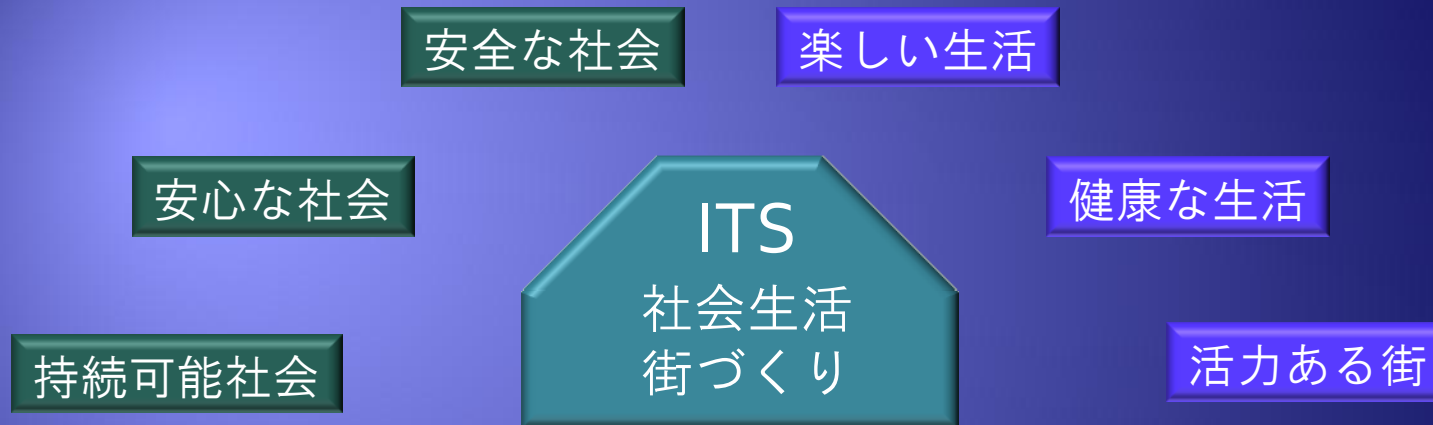 安全な社会
楽しい生活
安心な社会
健康な生活
ITS
社会生活
街づくり
持続可能社会
活力ある街